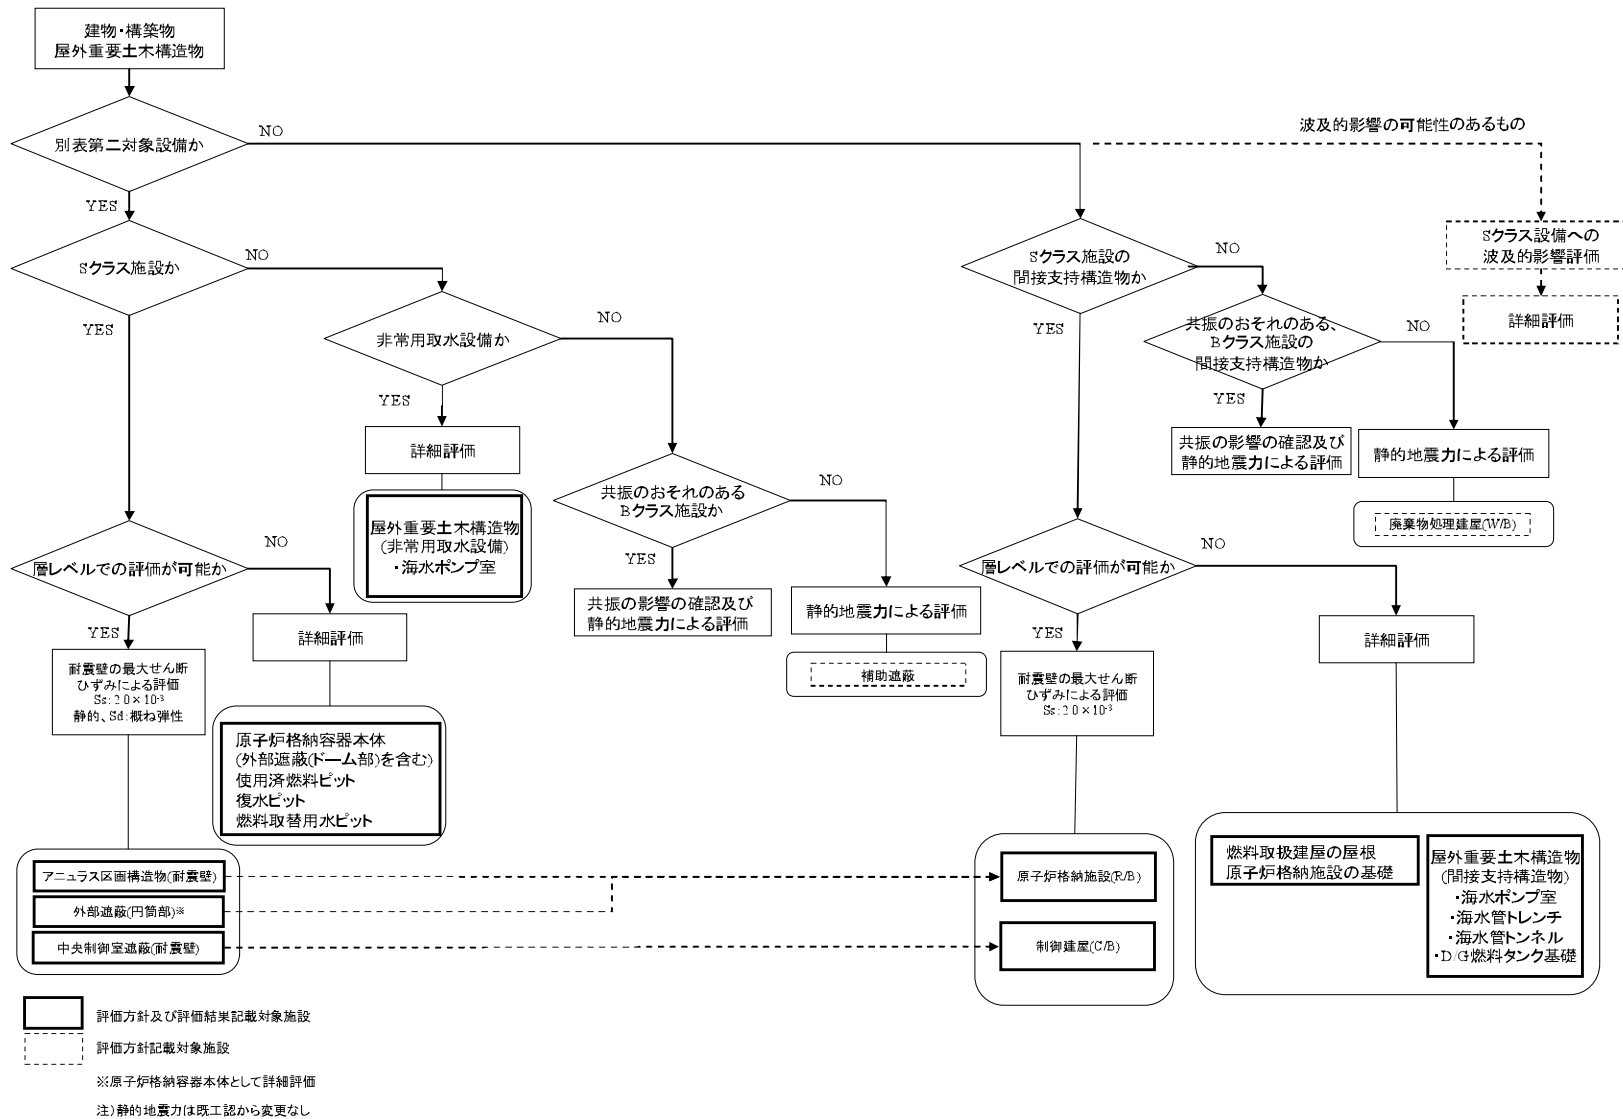 建物・構築物
屋外重要土木構造物
別表第二対象設備か
NO
YES
Sクラス施設か
NO
YES
非常用取水設備か
NO
YES
詳細評価
屋外重要土木構造物
(非常用取水設備)
・海水ポンプ室
共振のおそれのある
Bクラス施設か
NO
YES
共振の影響の確認及び
静的地震力による評価
静的地震力による評価
補助遮蔽
層レベルでの評価が可能か
NO
YES
耐震壁の最大せん断
ひずみによる評価
Ss:2.0×10⁻³
静的、Sd:概ね弾性
詳細評価
原子炉格納容器本体
(外部遮蔽(ドーム部)を含む)
使用済燃料ピット
復水ピット
燃料取替用水ピット
アニュラス区画構造物(耐震壁)
外部遮蔽(円筒部)※
中央制御室遮蔽(耐震壁)
波及的影響の可能性のあるもの
Sクラス設備への
波及的影響評価
詳細評価
Sクラス施設の
間接支持構造物か
NO
YES
共振のおそれのある、
Bクラス施設の
間接支持構造物か
NO
YES
共振の影響の確認及び
静的地震力による評価
静的地震力による評価
廃棄物処理建屋(W/B)
層レベルでの評価が可能か
NO
YES
耐震壁の最大せん断
ひずみによる評価
Ss:2.0×10⁻³
詳細評価
原子炉格納施設(R/B)
制御建屋(C/B)
燃料取扱建屋の屋根
原子炉格納施設の基礎
屋外重要土木構造物
(間接支持構造物)
・海水ポンプ室
・海水管トレンチ
・海水管トンネル
・D/G燃料タンク基礎
評価方針及び評価結果記載対象施設
評価方針記載対象施設
※原子炉格納容器本体として詳細評価
注)静的地震力は既工認から変更なし